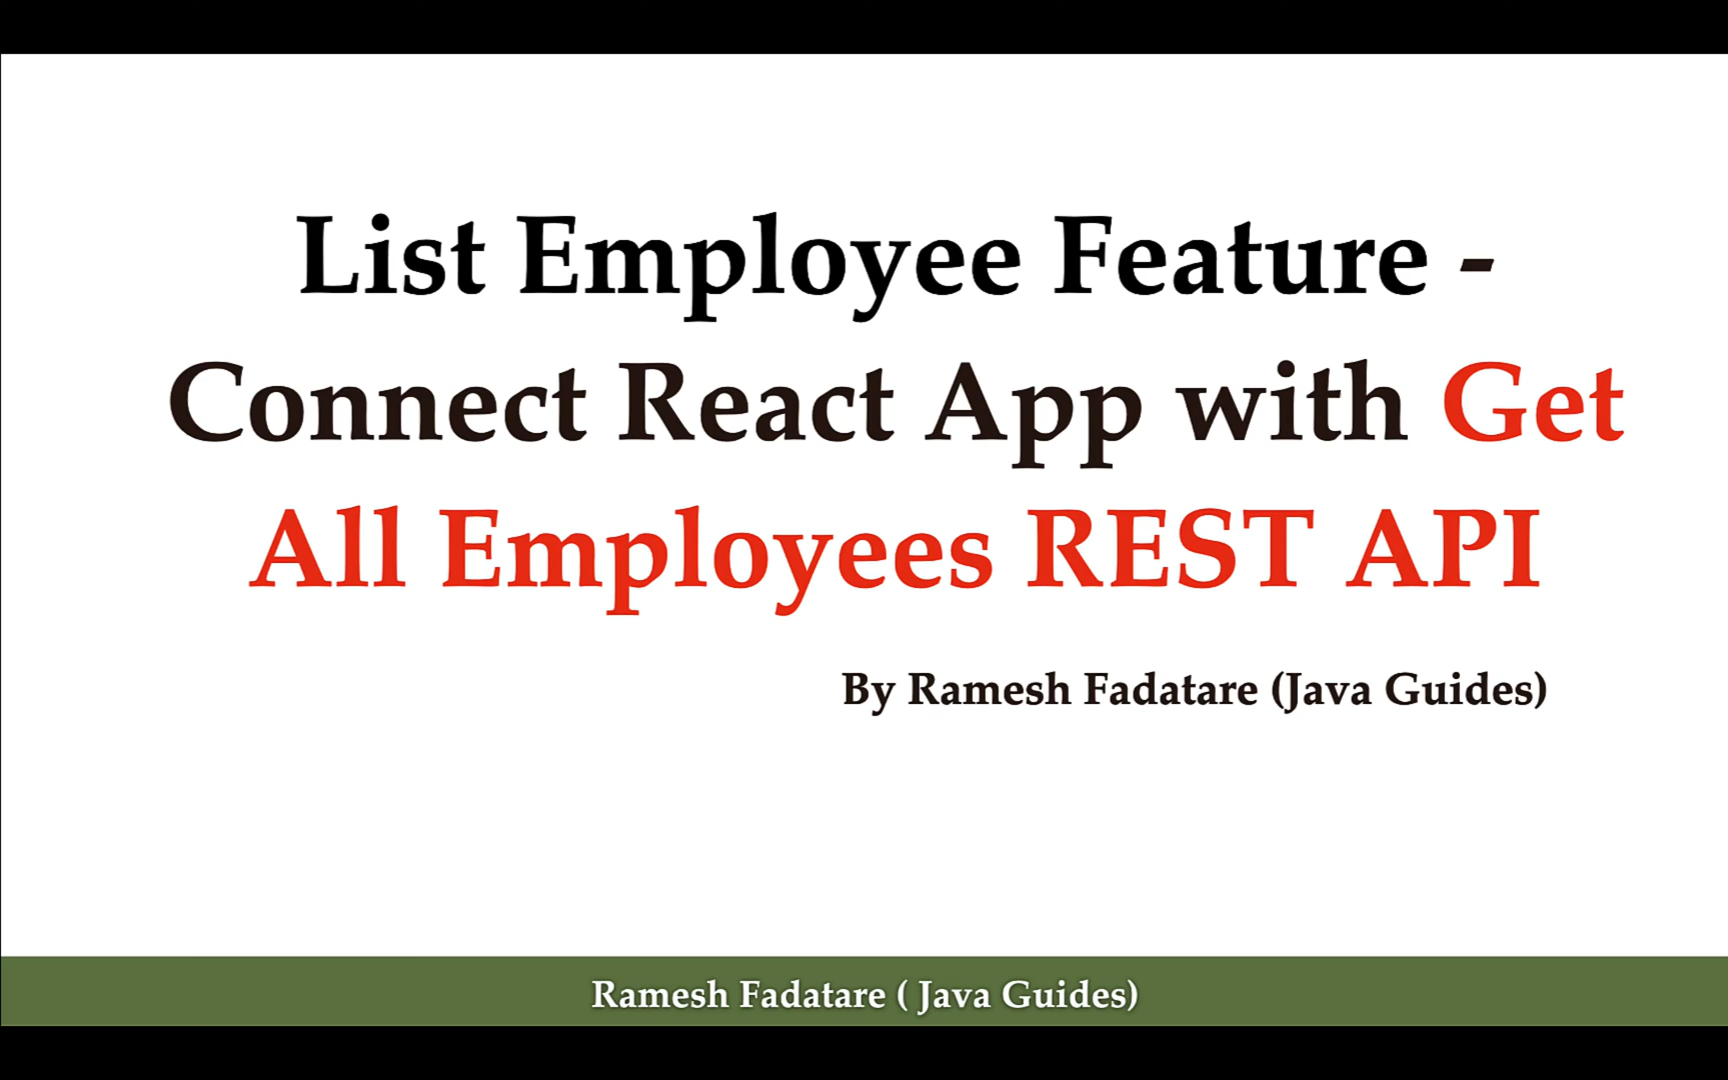 List Employee Feature -
Connect React App with Get
All Employees REST API
By Ramesh Fadatare (Java Guides)
Ramesh Fadatare ( Java Guides)